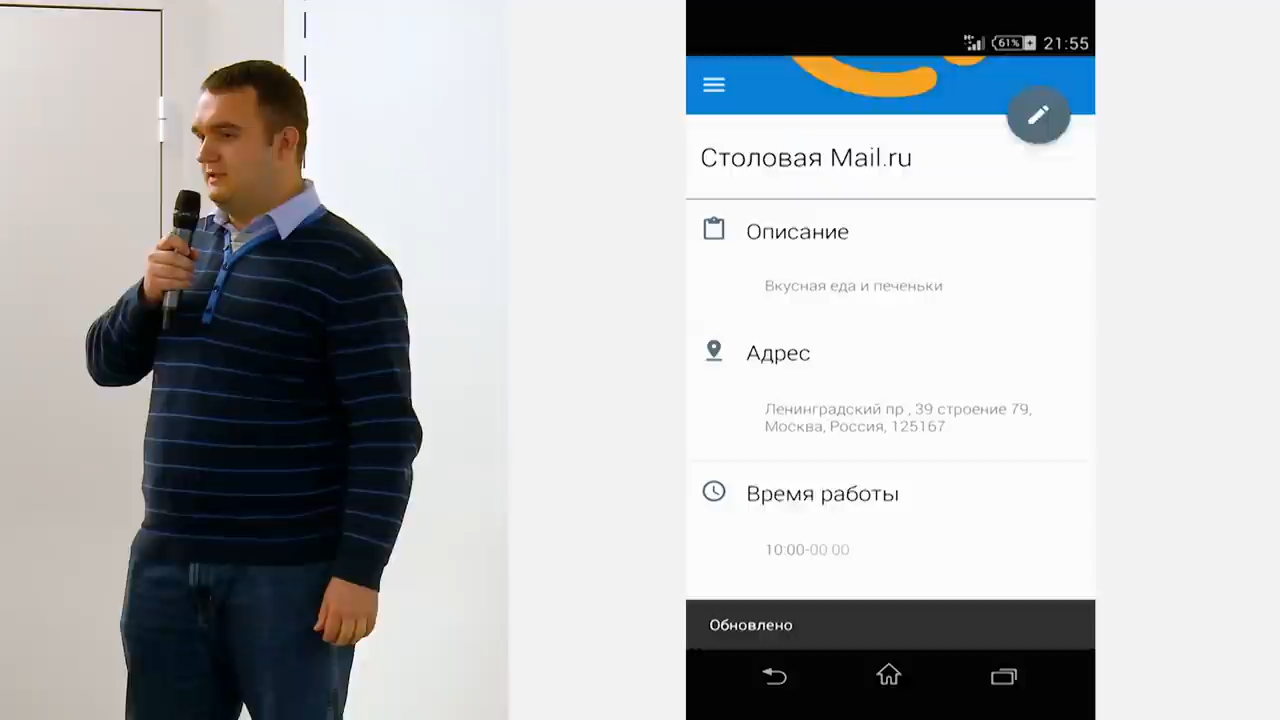 61% 21:55
Столовая Mail.ru
Описание
Вкусная еда и печеньки
Адрес
Ленинградский пр , 39 строение 79,
Москва, Россия, 125167
Время работы
10:00-00 00
Обновлено